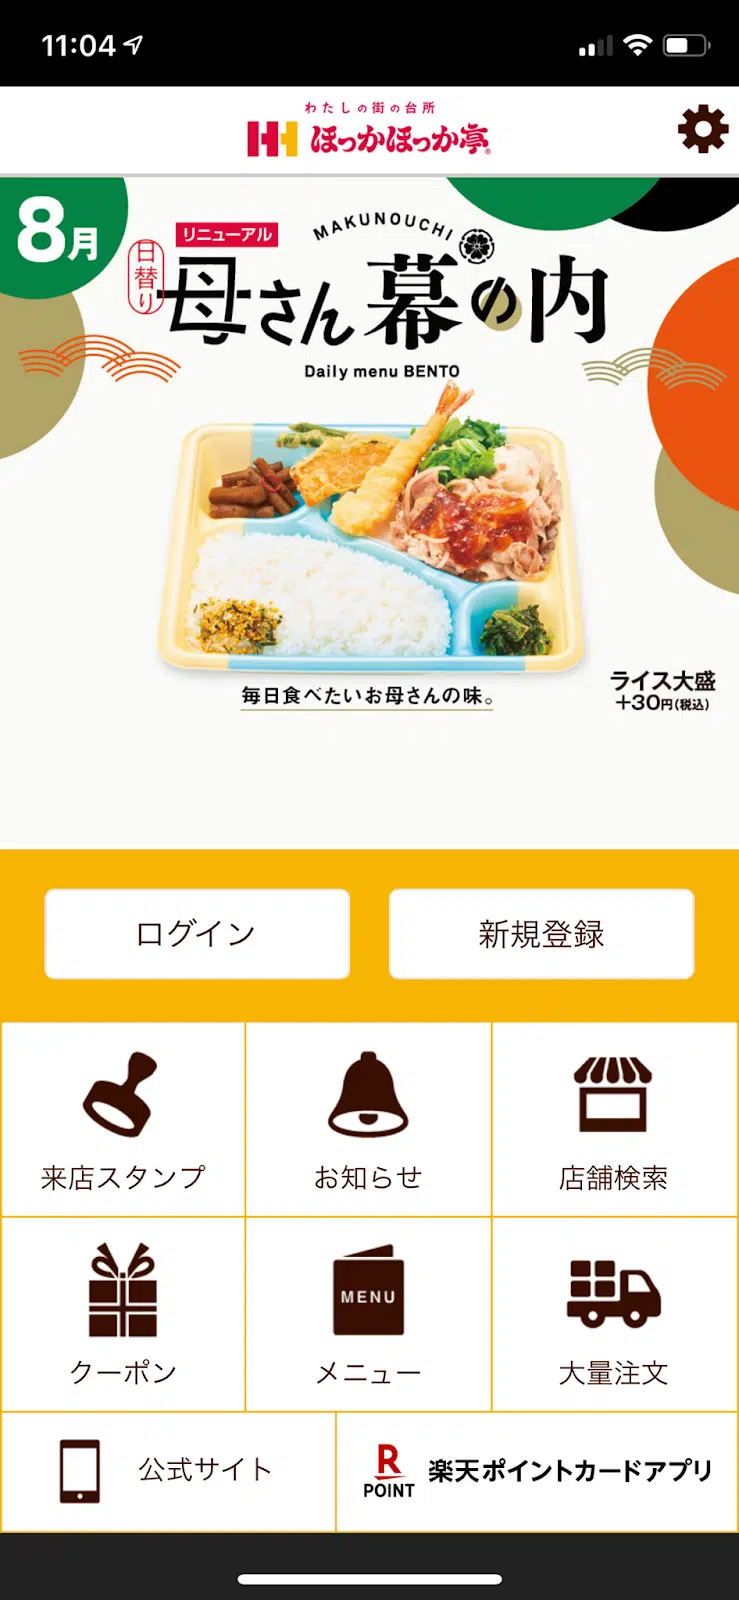 11:04
わたしの街の台所
ほっかほっか亭
8月
リニューアル
MAKUNOUCHI
日替り
母さん幕の内
Daily menu BENTO
毎日食べたいお母さんの味。
ライス大盛
+30円(税込)
ログイン
新規登録
来店スタンプ
お知らせ
店舗検索
クーポン
MENU
メニュー
大量注文
公式サイト
R
POINT
楽天ポイントカードアプリ